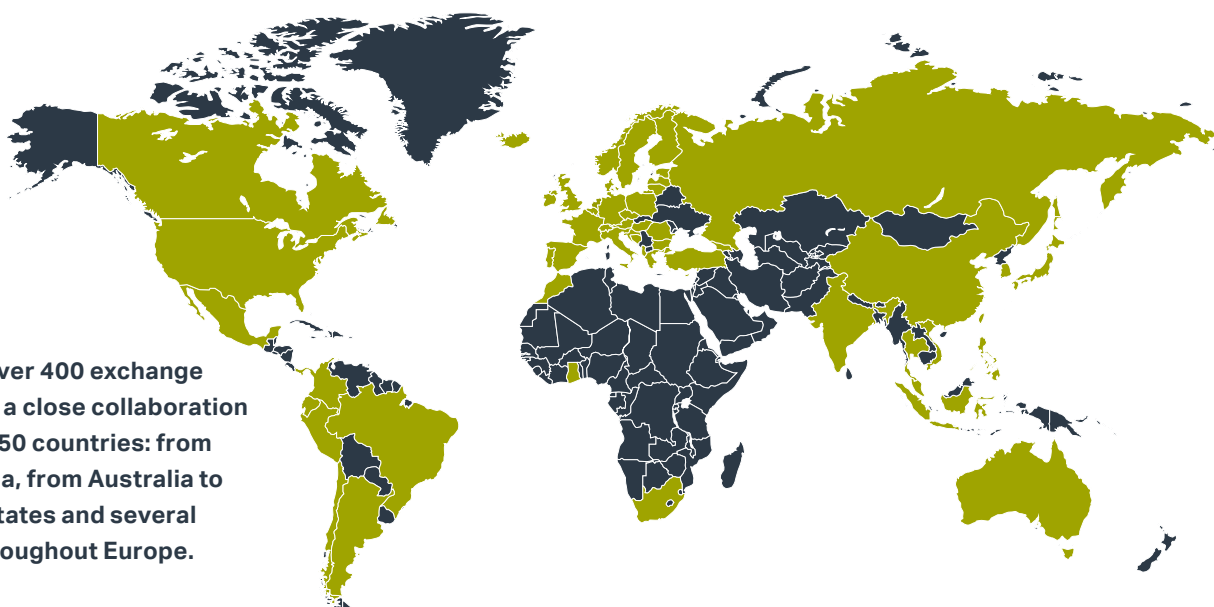 ver 400 exchange
a close collaboration
50 countries: from
a, from Australia to
tates and several
oughout Europe.